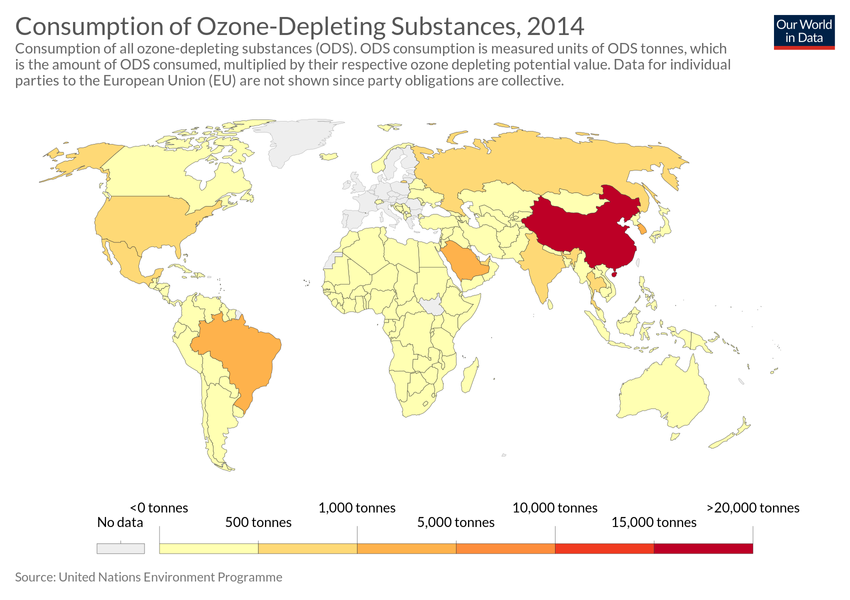 Consumption of Ozone-Depleting Substances, 2014
Our World
in Data
Consumption of all ozone-depleting substances (ODS). ODS consumption is measured units of ODS tonnes, which
is the amount of ODS consumed, multiplied by their respective ozone depleting potential value. Data for individual
parties to the European Union (EU) are not shown since party obligations are collective.
<0 tonnes 1,000 tonnes 10,000 tonnes >20,000 tonnes
No data 500 tonnes 5,000 tonnes 15,000 tonnes
Source: United Nations Environment Programme